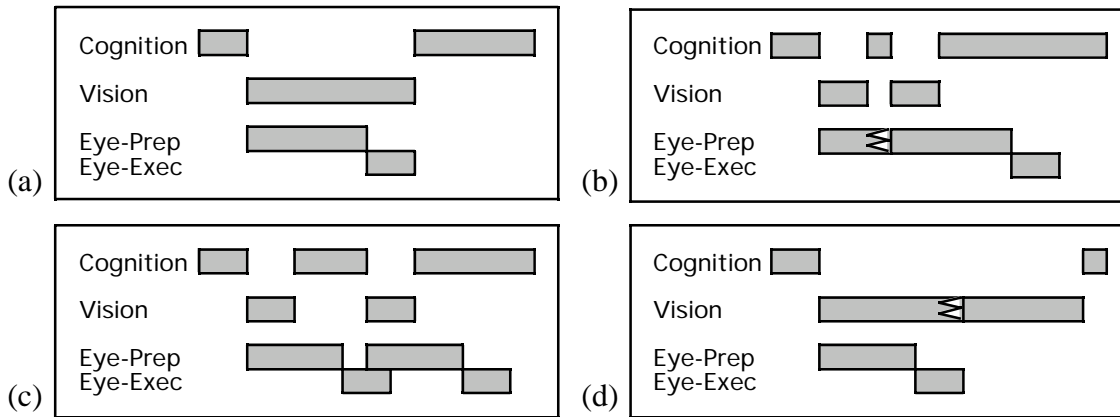 Cognition
Vision
Eye-Prep
Eye-Exec
(a)
Cognition
Vision
Eye-Prep
Eye-Exec
(b)
Cognition
Vision
Eye-Prep
Eye-Exec
(c)
Cognition
Vision
Eye-Prep
Eye-Exec
(d)